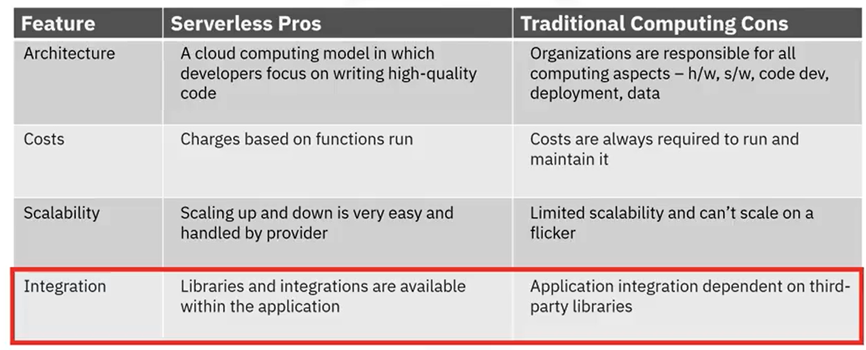 Feature Serverless Pros Traditional Computing Cons
Architecture A cloud computing model in which Organizations are responsible for all
developers focus on writing high-quality computing aspects – h/w, s/w, code dev,
code deployment, data
Costs Charges based on functions run Costs are always required to run and
maintain it
Scalability Scaling up and down is very easy and Limited scalability and can’t scale on a
handled by provider flicker
Integration Libraries and integrations are available Application integration dependent on third-
within the application party libraries